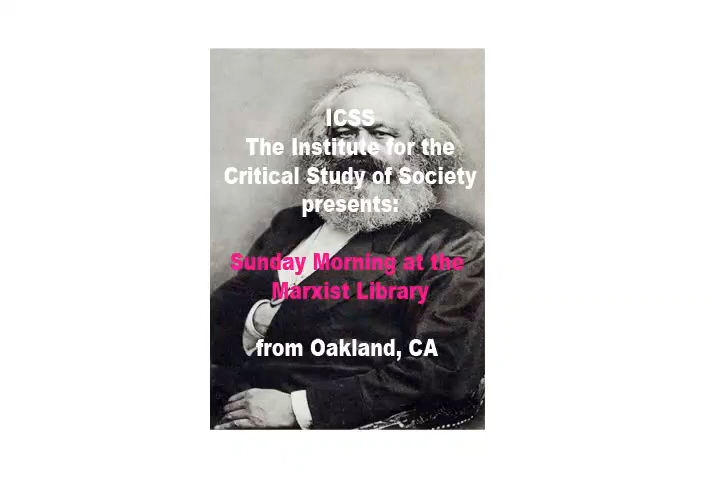 ICSS
The Institute for the
Critical Study of Society
presents:
Sunday Morning at the
Marxist Library
from Oakland, CA